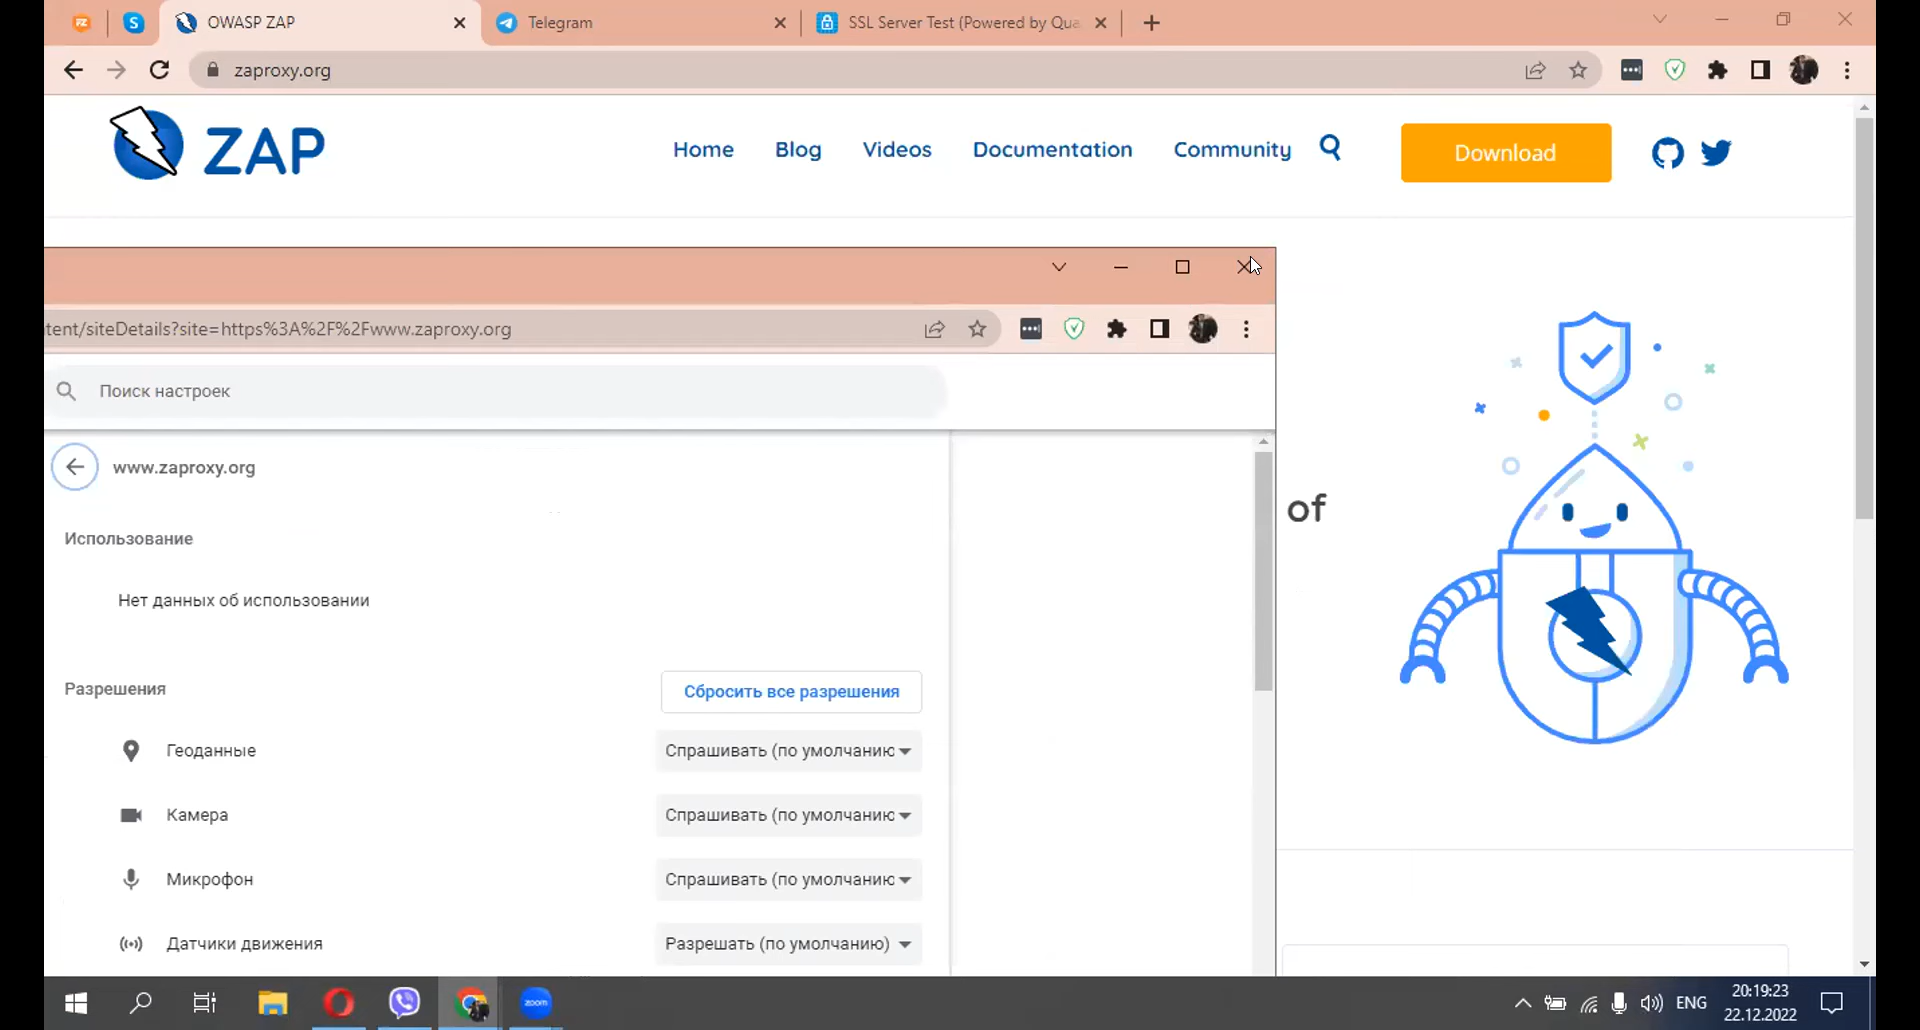 OWASP ZAP
Telegram
SSL Server Test (Powered by Qua
zaproxy.org
ZAP
Home
Blog
Videos
Documentation
Community
Download
tent/siteDetails?site=https%3A%2F%2Fwww.zaproxy.org
Поиск настроек
www.zaproxy.org
Использование
of
Нет данных об использовании
Разрешения
Сбросить все разрешения
Геоданные
Спрашивать (по умолчанию
Камера
Спрашивать (по умолчанию
Микрофон
Спрашивать (по умолчанию
Датчики движения
Разрешать (по умолчанию)
zoom
ENG
20:19:23
22.12.2022